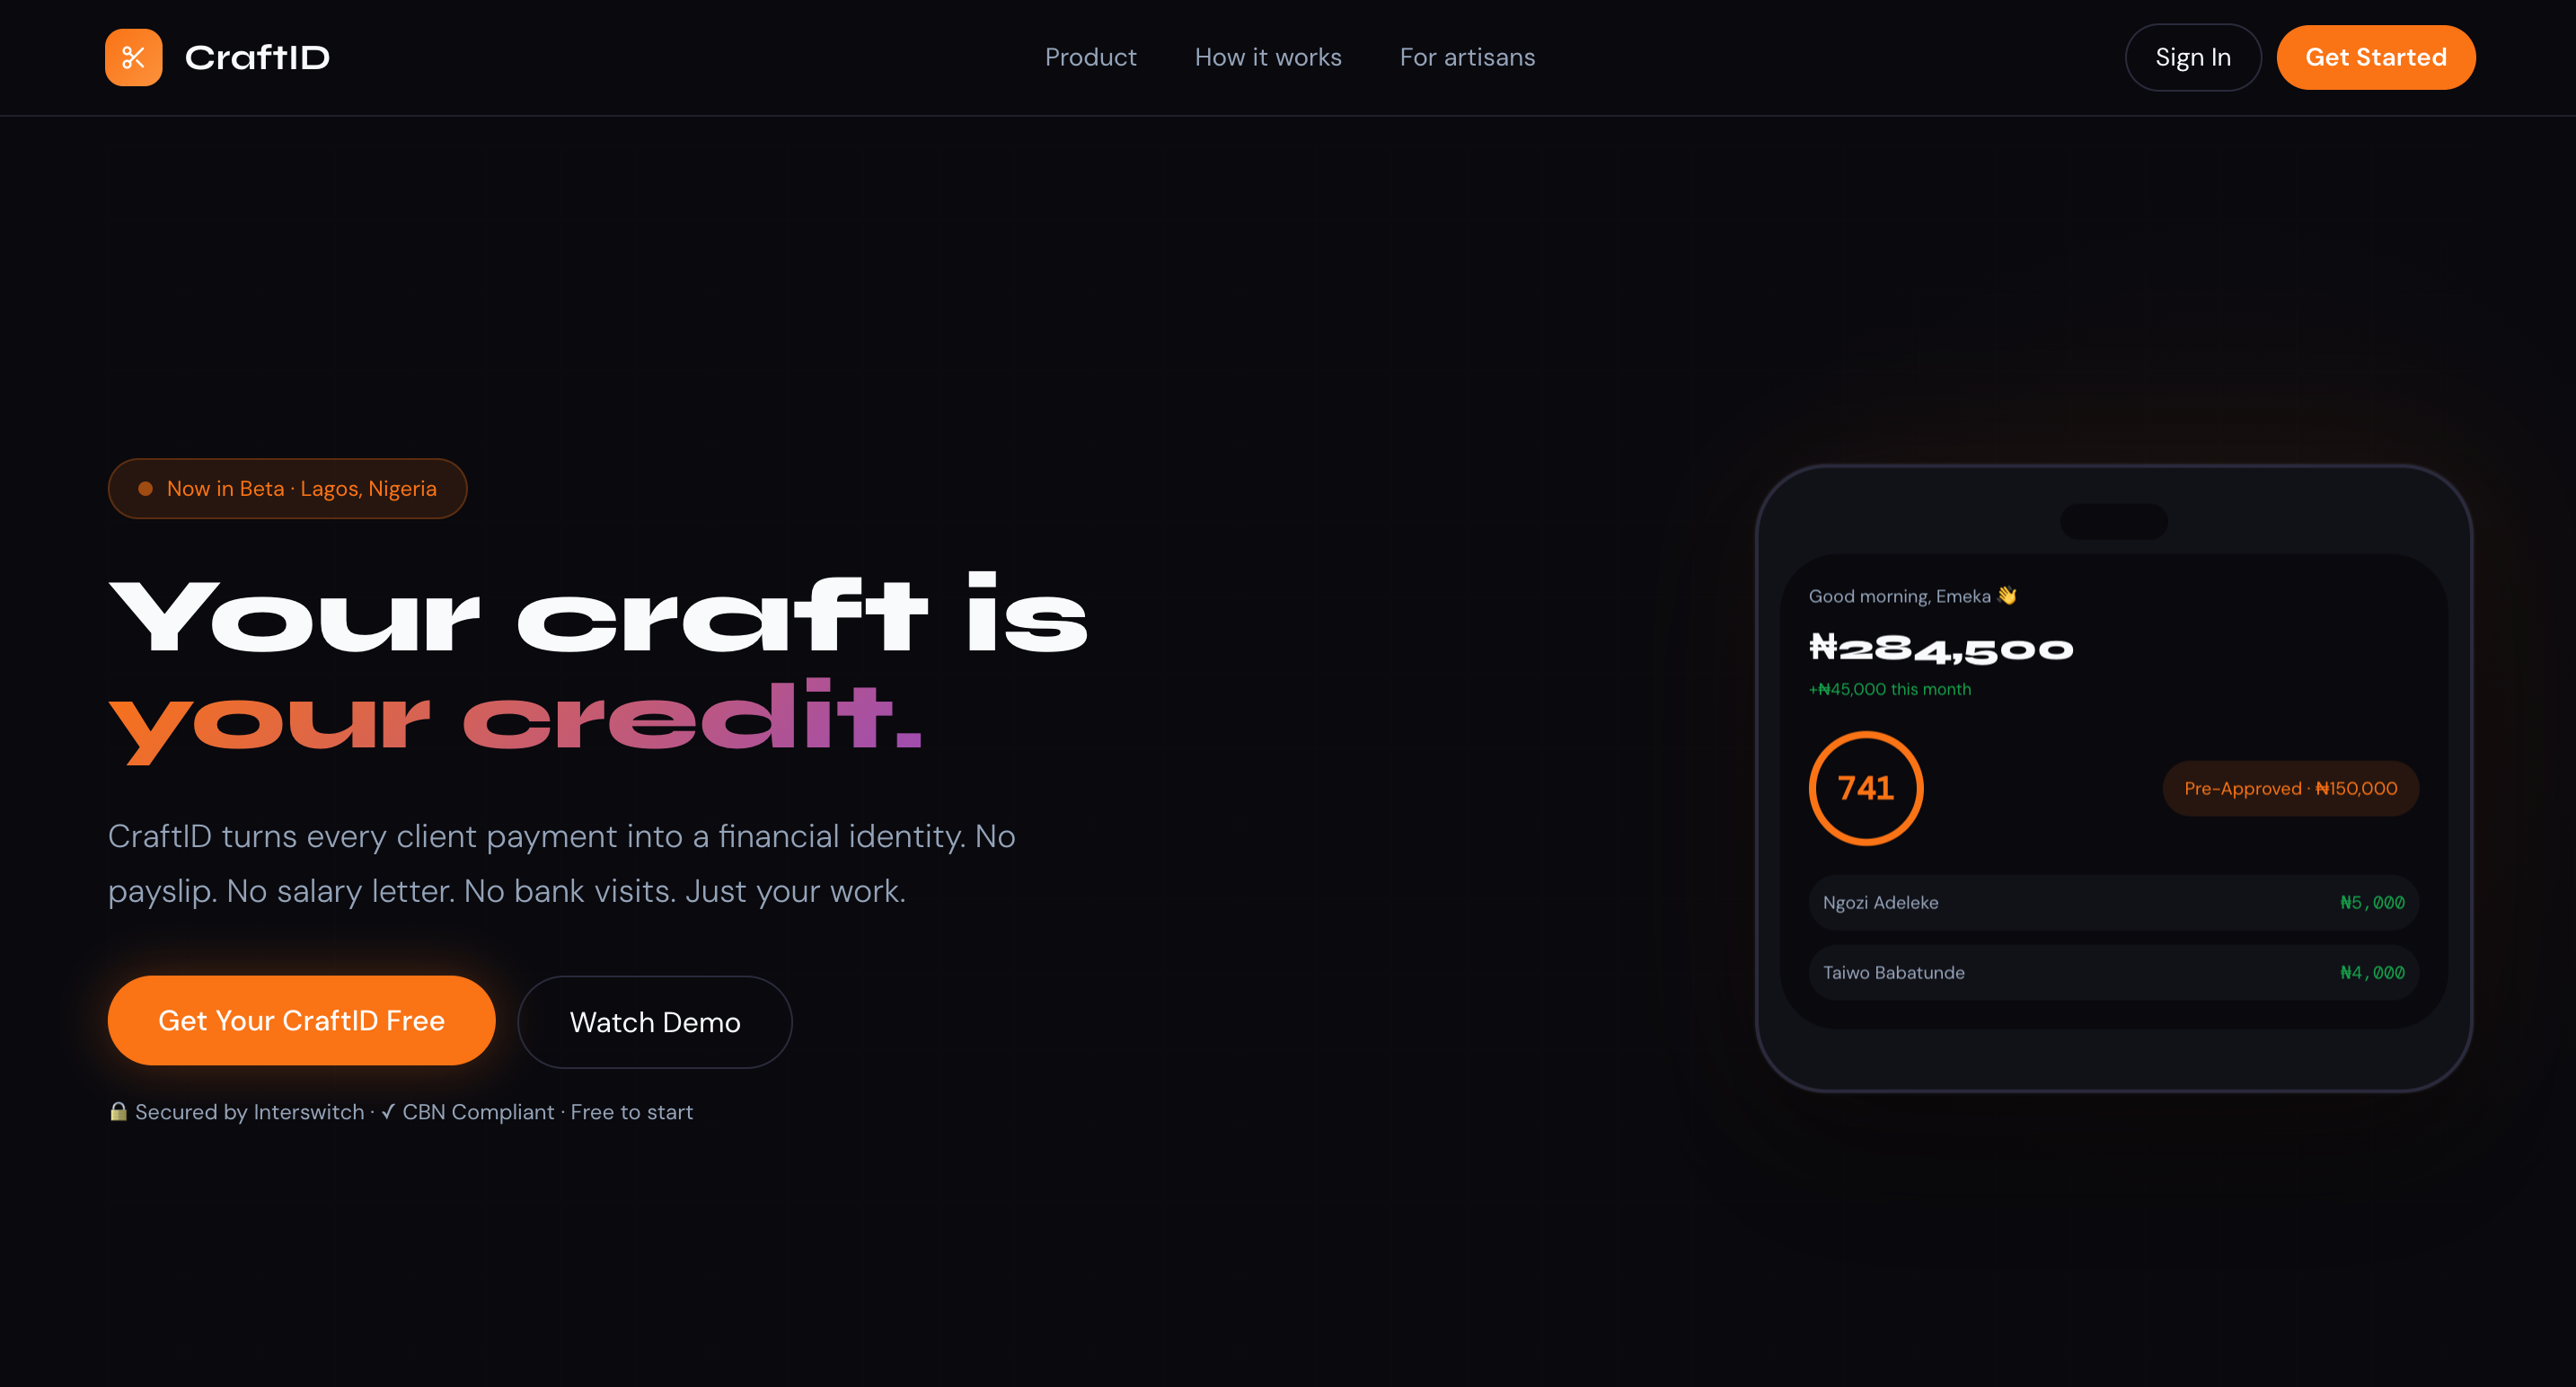 CraftID
Product
How it works
For artisans
Sign In
Get Started
Now in Beta · Lagos, Nigeria
Your craft is
your credit.
CraftID turns every client payment into a financial identity. No
payslip. No salary letter. No bank visits. Just your work.
Get Your CraftID Free
Watch Demo
🔒 Secured by Interswitch · ✓ CBN Compliant · Free to start
Good morning, Emeka 👋
₦284,500
+₦45,000 this month
741
Pre-Approved · ₦150,000
Ngozi Adeleke
₦5,000
Taiwo Babatunde
₦4,000